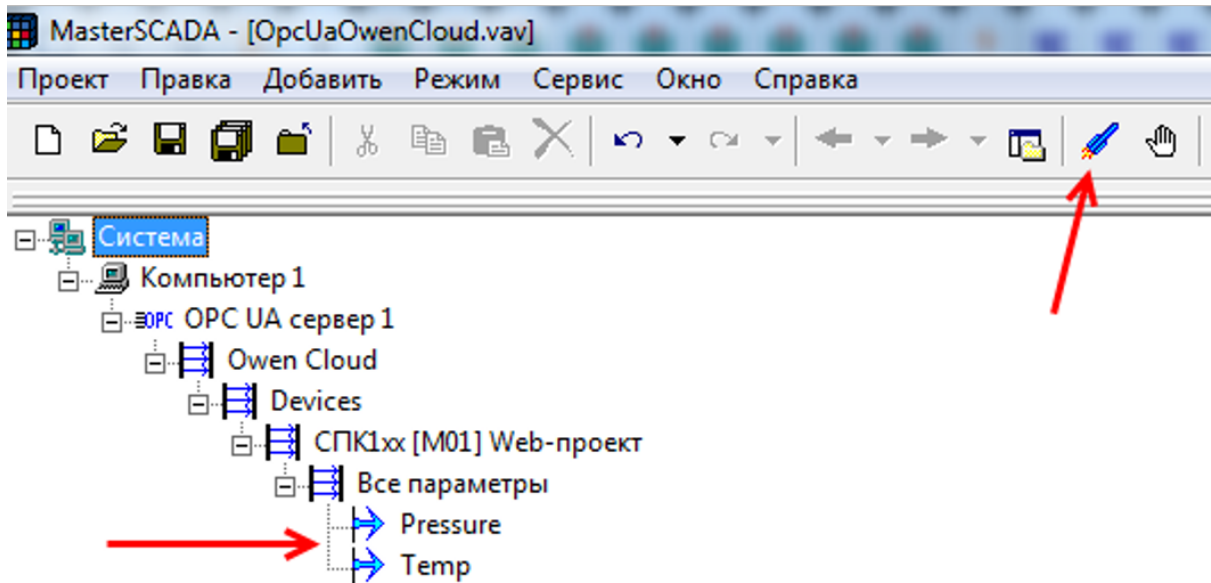 MasterSCADA - [OpcUaOwenCloud.vav]
Проект Правка Добавить Режим Сервис Окно Справка
Система
Компьютер 1
OPC OPC UA сервер 1
Owen Cloud
Devices
СПК1xx [M01] Web-проект
Все параметры
Pressure
Temp